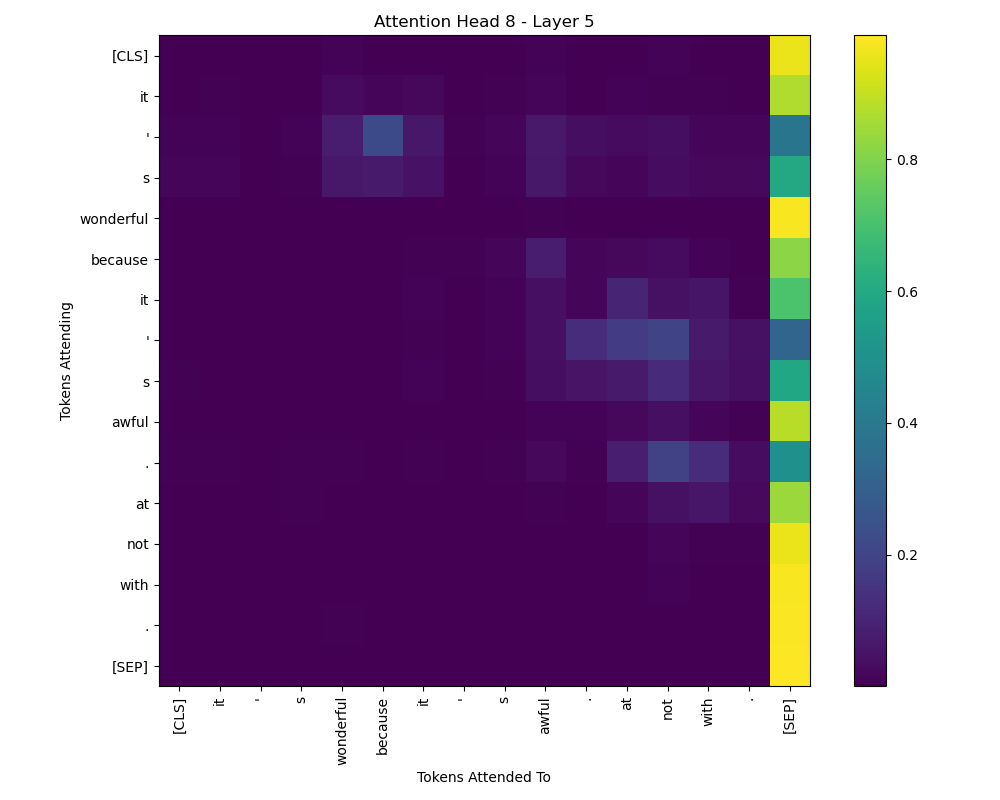 Attention Head 8 - Layer 5
Tokens Attending
[CLS]
it
'
s
wonderful
because
it
'
s
awful
.
at
not
with
.
[SEP]
[CLS]
it
'
s
wonderful
because
it
'
s
awful
.
at
not
with
.
[SEP]
Tokens Attended To
0.8
0.6
0.4
0.2